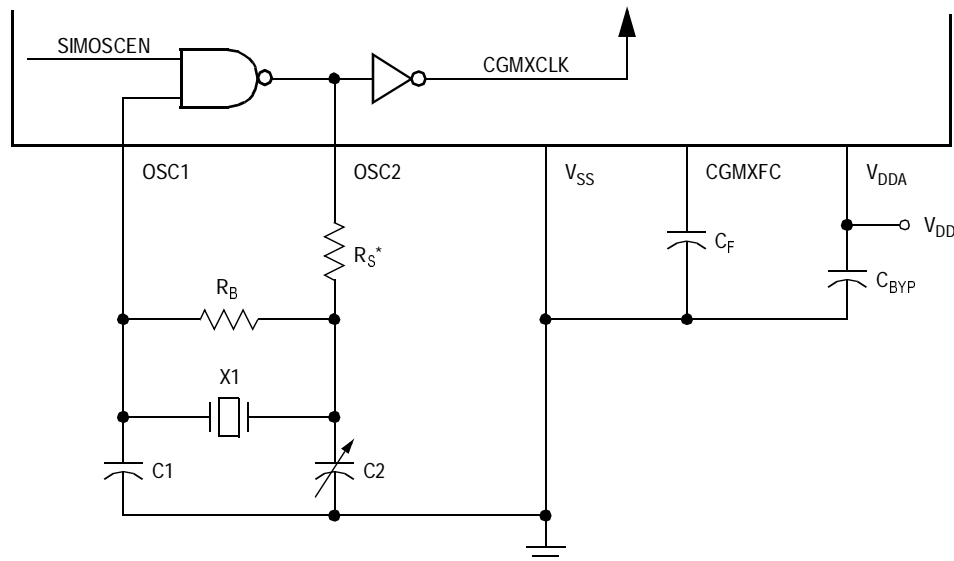 SIMOSCEN
CGMXCLK
OSC1
OSC2
VSS
CGMXFC
VDDA
VDD
RS*
CF
CBYP
RB
X1
C1
C2